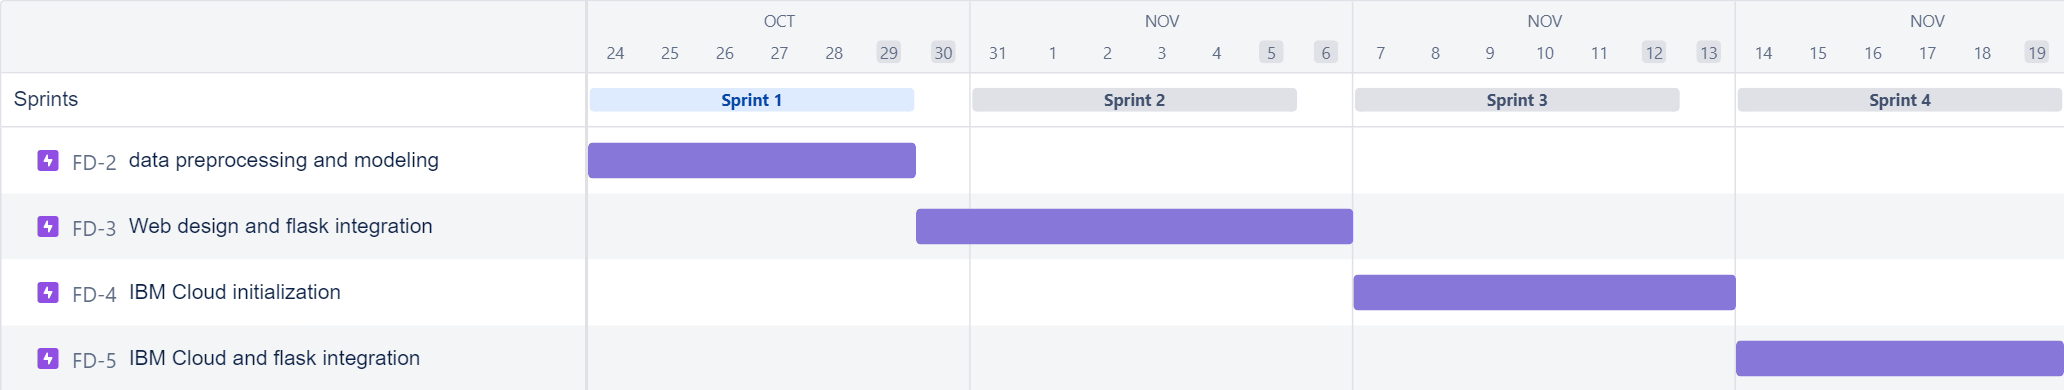 OCT NOV NOV NOV
24 25 26 27 28 29 30 31 1 2 3 4 5 6 7 8 9 10 11 12 13 14 15 16 17 18 19
Sprints Sprint 1 Sprint 2 Sprint 3 Sprint 4
FD-2 data preprocessing and modeling
FD-3 Web design and flask integration
FD-4 IBM Cloud initialization
FD-5 IBM Cloud and flask integration